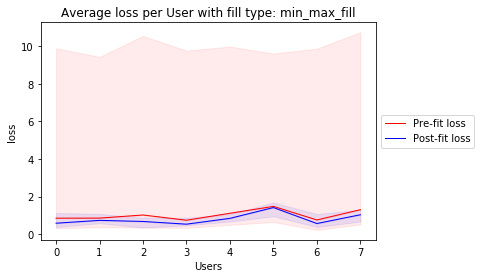 Average loss per User with fill type: min_max_fill
loss
10
8
6
4
2
0
0 1 2 3 4 5 6 7
Users
Pre-fit loss
Post-fit loss